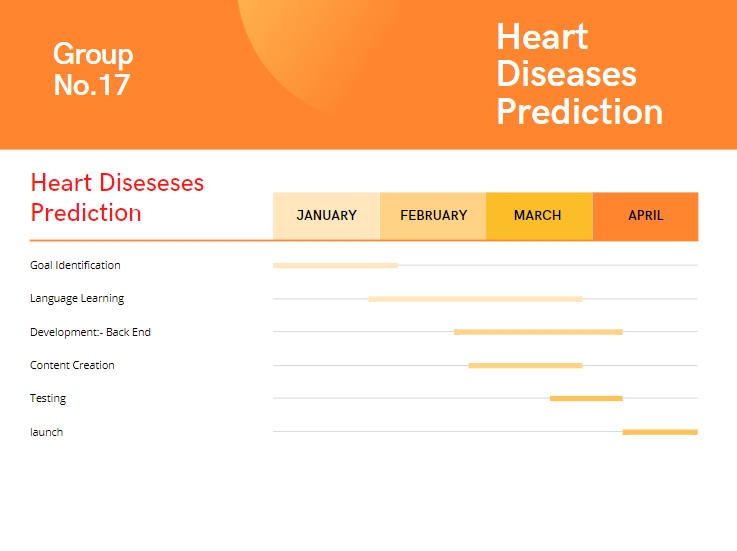 Group
No.17
Heart
Diseases
Prediction
Heart Diseseses
Prediction
JANUARY FEBRUARY MARCH APRIL
Goal Identification
Language Learning
Development:- Back End
Content Creation
Testing
launch